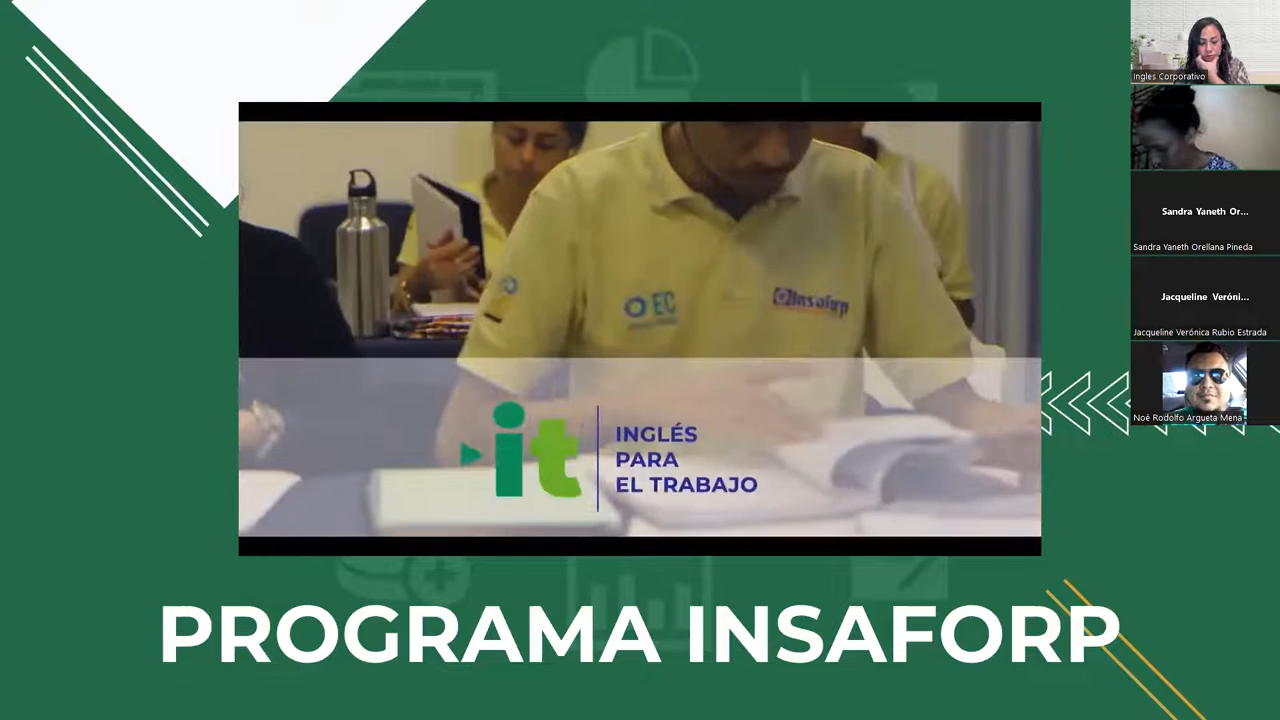 Ingles Corporativo
Sandra Yaneth Or...
Sandra Yaneth Orellana Pineda
Jacqueline Veróni...
Jacqueline Verónica Rubio Estrada
Noé Rodolfo Argueta Mena
EC
Insaforp
it
INGLÉS
PARA
EL TRABAJO
PROGRAMA INSAFORP